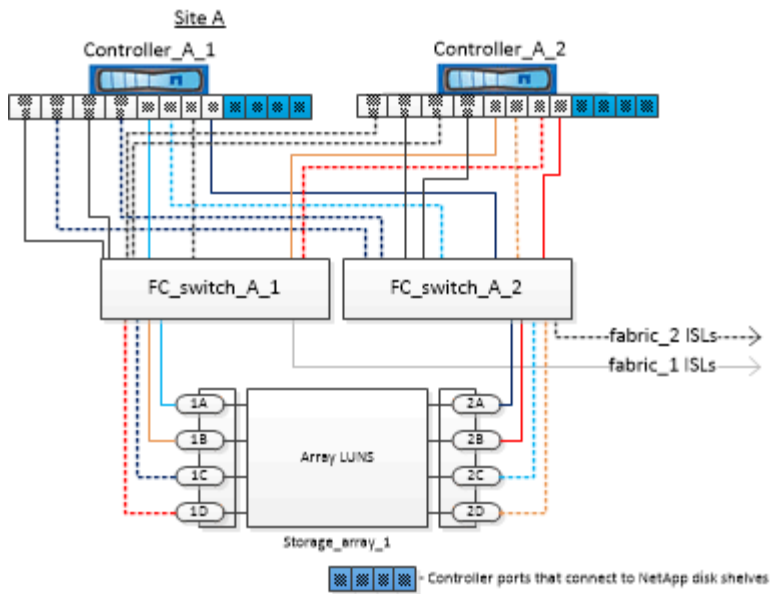 Site A
Controller_A_1
Controller_A_2
FC_switch_A_1
FC_switch_A_2
fabric_2 ISLs
fabric_1 ISLs
1A
2A
1B
2B
Array LUNS
1C
2C
1D
2D
Storage_array_1
- Controller ports that connect to NetApp disk shelves